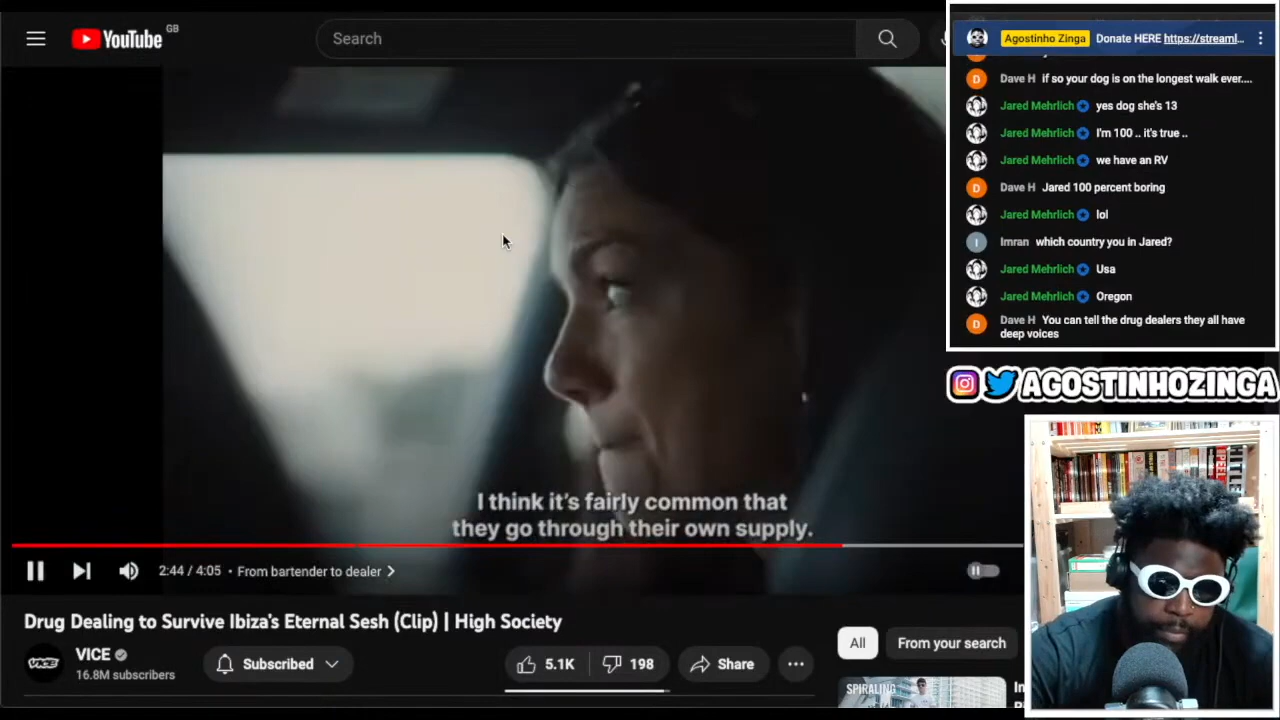 YouTube GB
Search
I think it's fairly common that
they go through their own supply.
2:44 / 4:05 • From bartender to dealer
Drug Dealing to Survive Ibiza's Eternal Sesh (Clip) | High Society
VICE
VICE
16.8M subscribers
Subscribed
5.1K
198
Share
All
From your search
SPIRALING
Agostinho Zinga Donate HERE https://streaml...
D Dave H if so your dog is on the longest walk ever....
Jared Mehrlich yes dog she's 13
Jared Mehrlich I'm 100 .. it's true ..
Jared Mehrlich we have an RV
D Dave H Jared 100 percent boring
Jared Mehrlich lol
I Imran which country you in Jared?
Jared Mehrlich Usa
Jared Mehrlich Oregon
D Dave H You can tell the drug dealers they all have
deep voices
AGOSTINHOZINGA